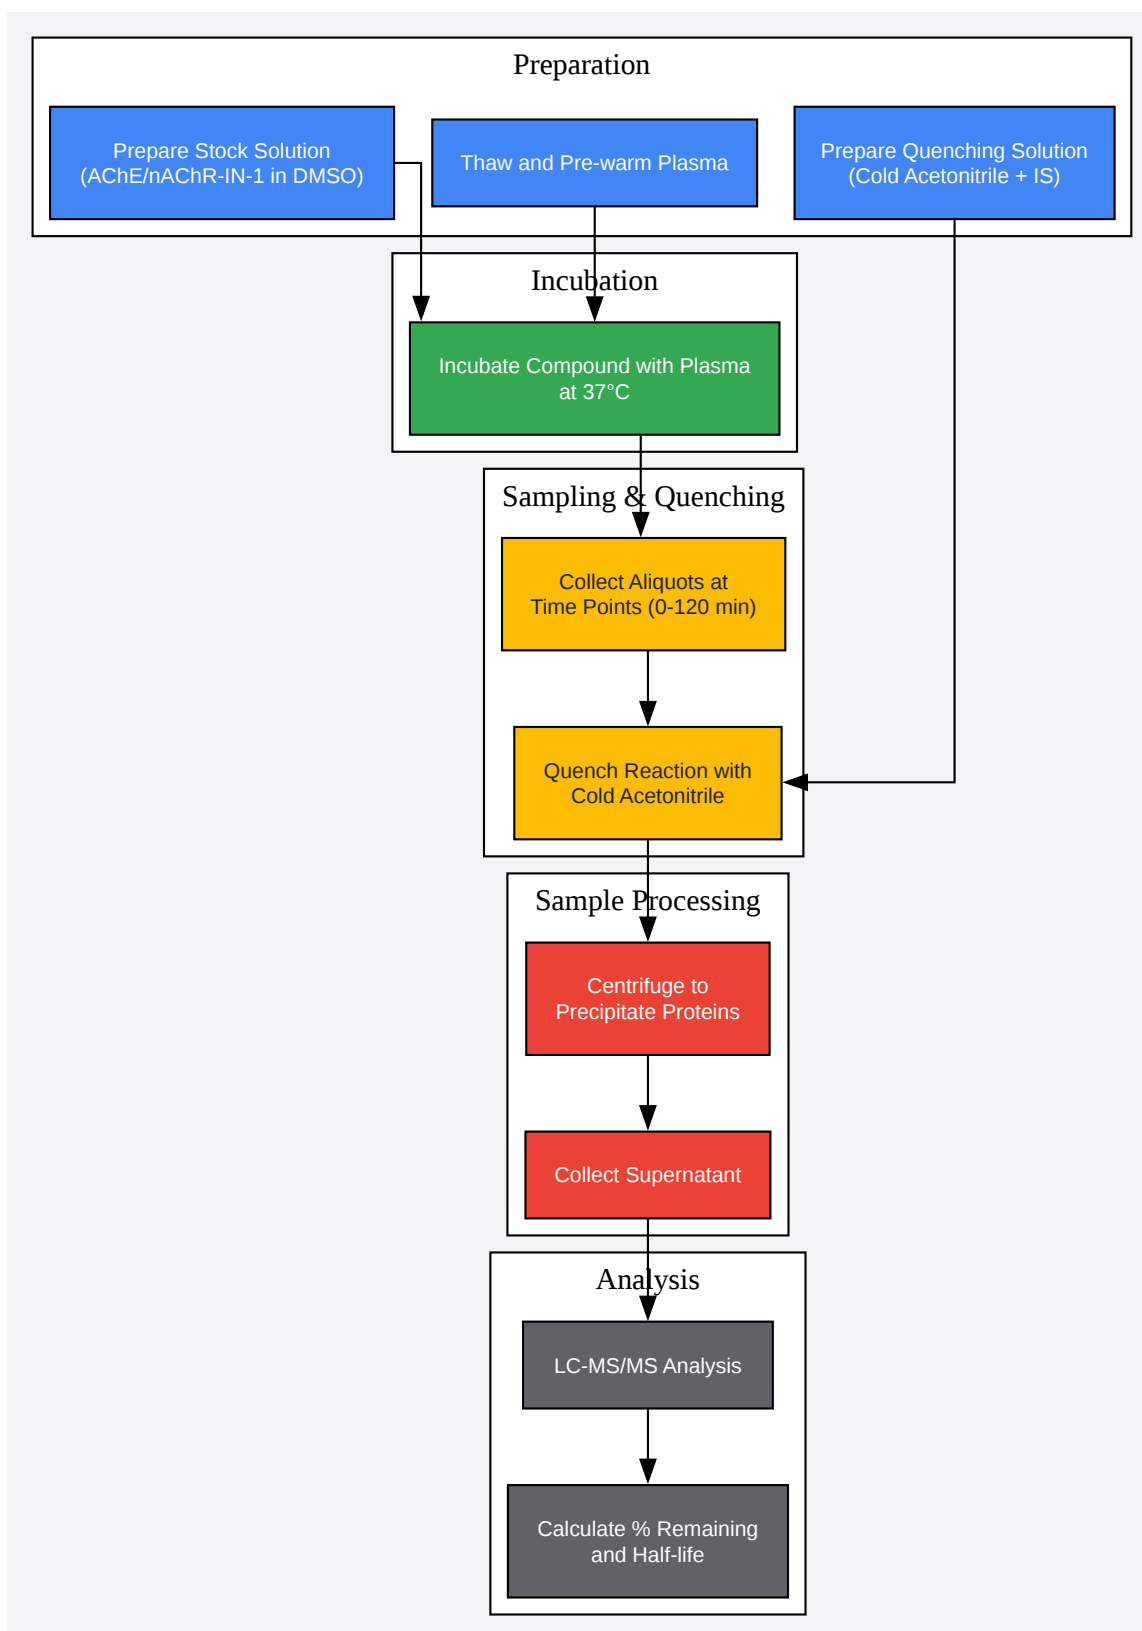 Preparation
Prepare Stock Solution
(AChE/nAChR-IN-1 in DMSO)
Thaw and Pre-warm Plasma
Prepare Quenching Solution
(Cold Acetonitrile + IS)
Incubation
Incubate Compound with Plasma
at 37°C
Sampling & Quenching
Collect Aliquots at
Time Points (0-120 min)
Quench Reaction with
Cold Acetonitrile
Sample Processing
Centrifuge to
Precipitate Proteins
Collect Supernatant
Analysis
LC-MS/MS Analysis
Calculate % Remaining
and Half-life